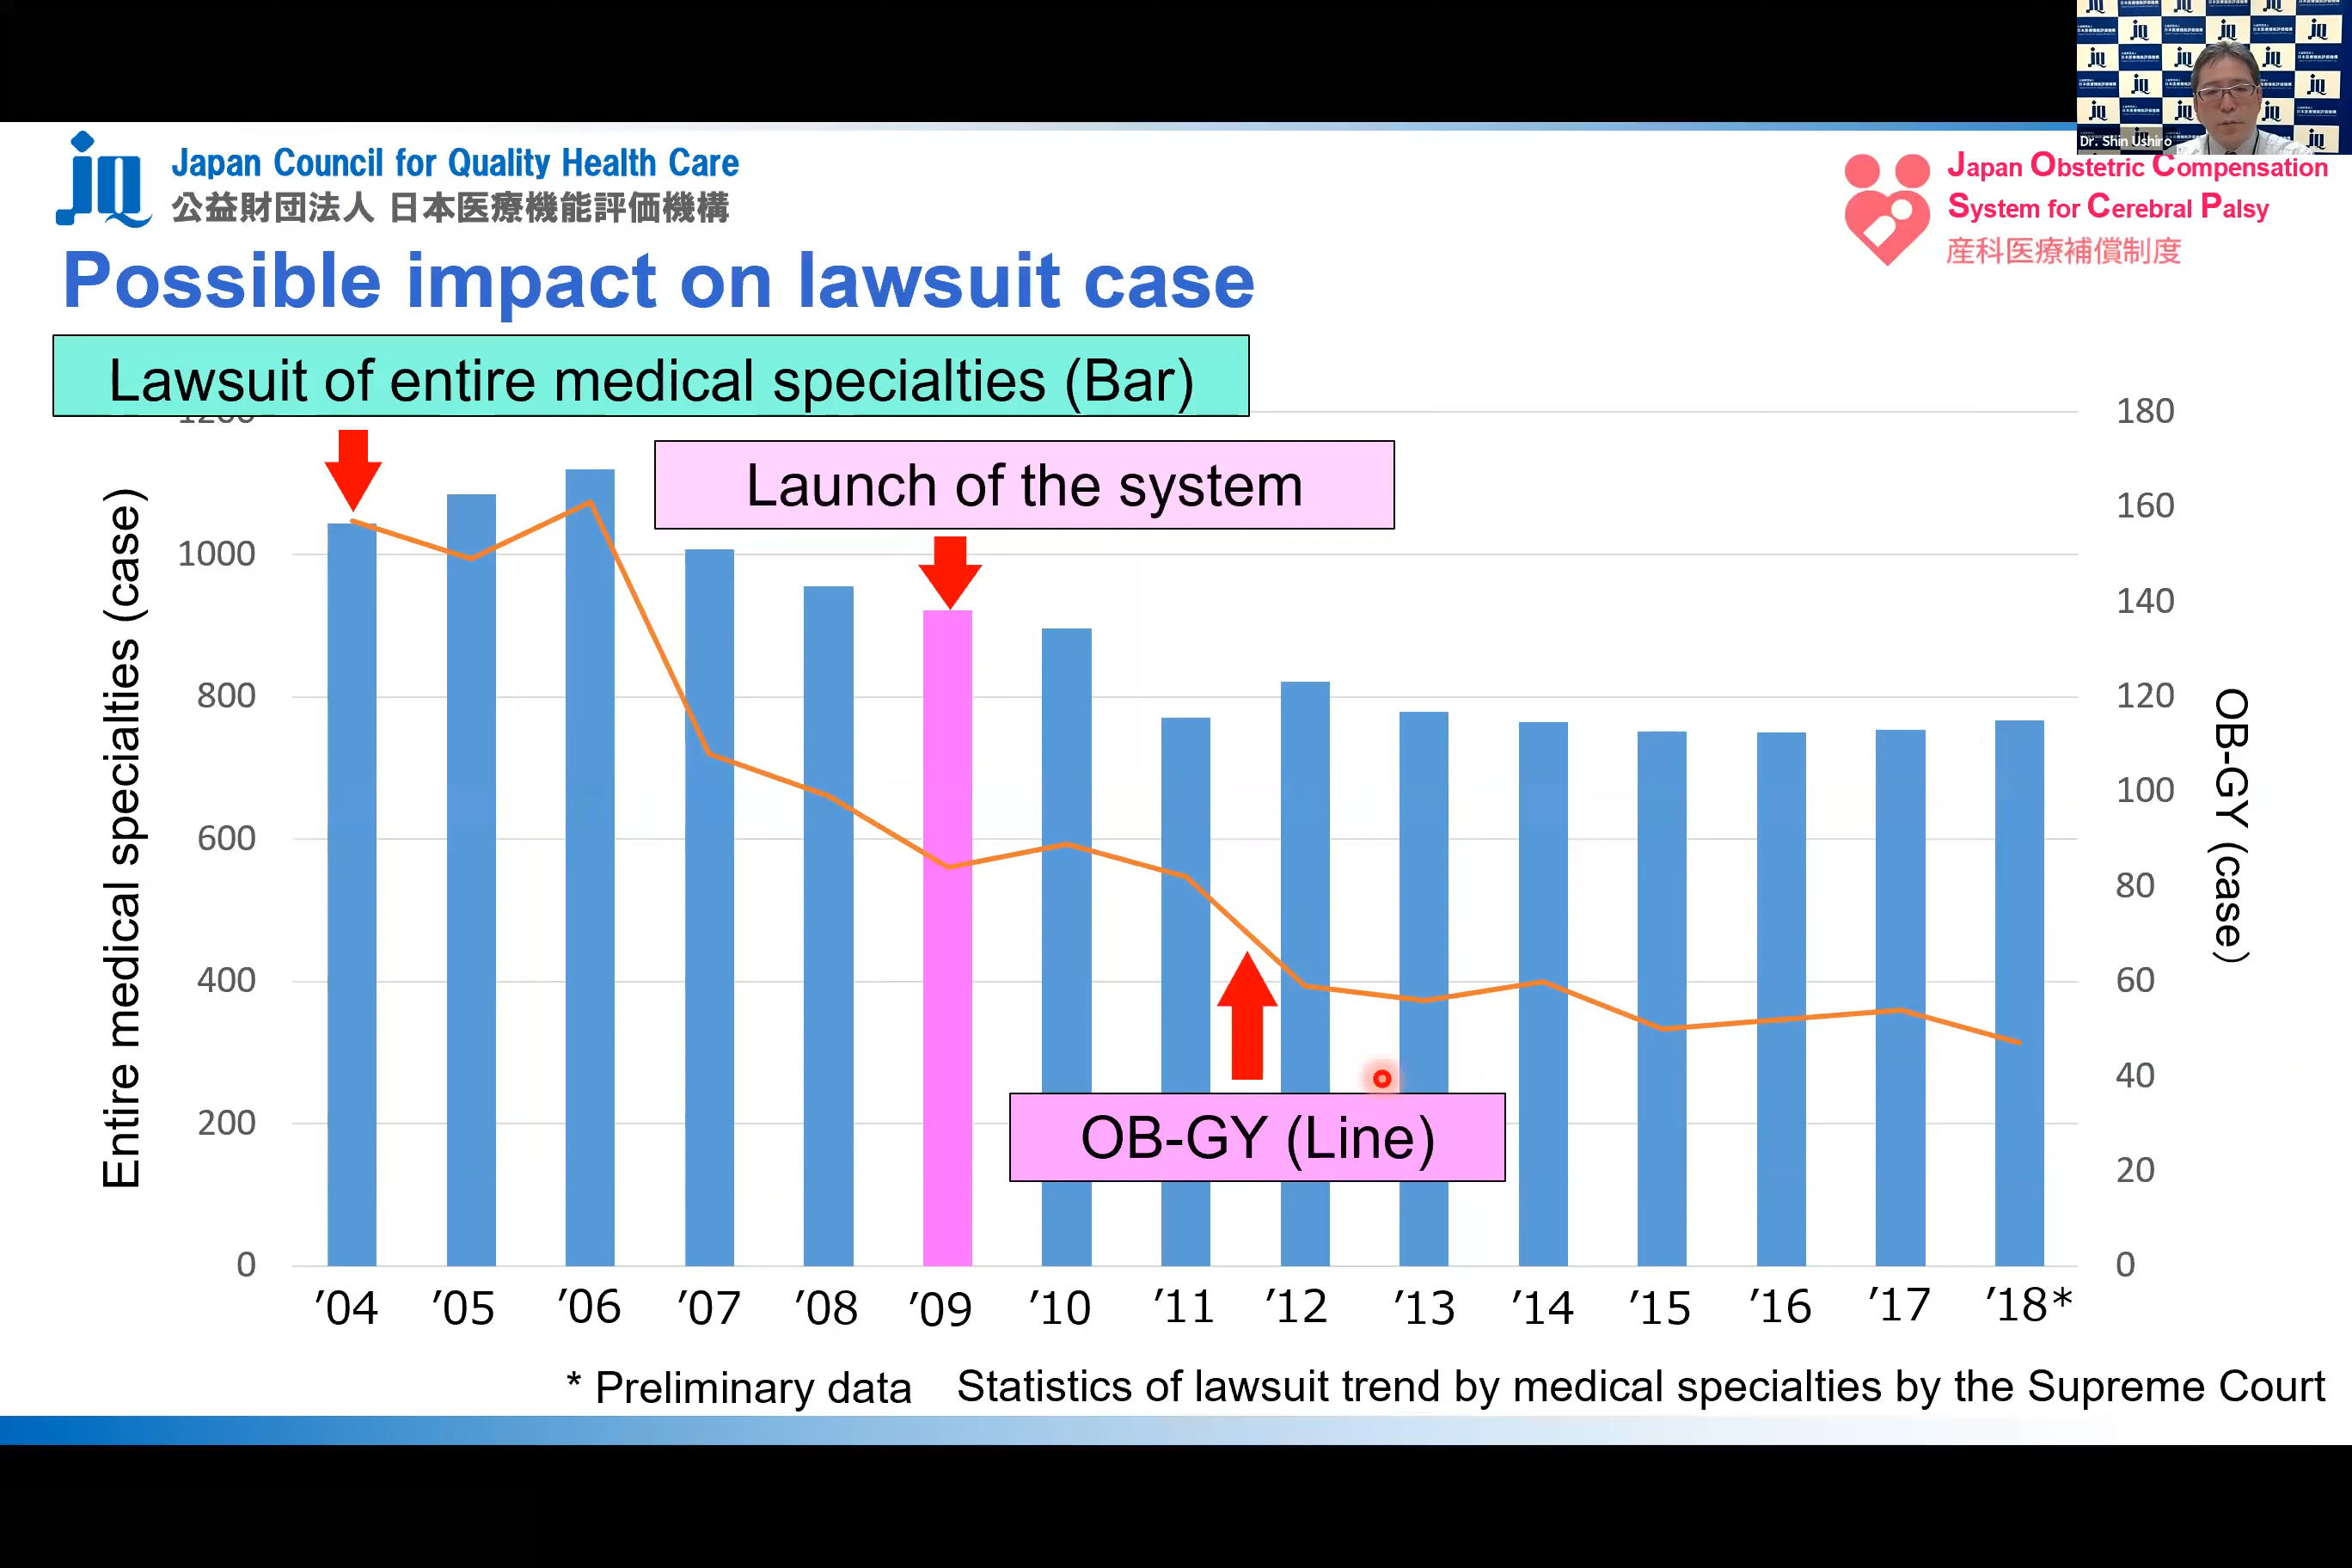 Dr. Shin Ushiro
Japan Council for Quality Health Care
公益財団法人 日本医療機能評価機構
Japan Obstetric Compensation
System for Cerebral Palsy
産科医療補償制度
Possible impact on lawsuit case
Lawsuit of entire medical specialties (Bar)
Launch of the system
OB-GY (Line)
Entire medical specialties (case)
1200
1000
800
600
400
200
0
180
160
140
120
100
80
60
40
20
0
OB-GY (case)
’04 ’05 ’06 ’07 ’08 ’09 ’10 ’11 ’12 ’13 ’14 ’15 ’16 ’17 ’18*
* Preliminary data Statistics of lawsuit trend by medical specialties by the Supreme Court